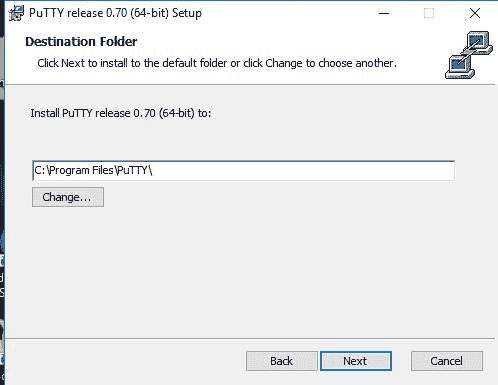 PuTTY release 0.70 (64-bit) Setup
Destination Folder
Click Next to install to the default folder or click Change to choose another.
Install PuTTY release 0.70 (64-bit) to:
C:\Program Files\PuTTY\
Change...
Back Next Cancel